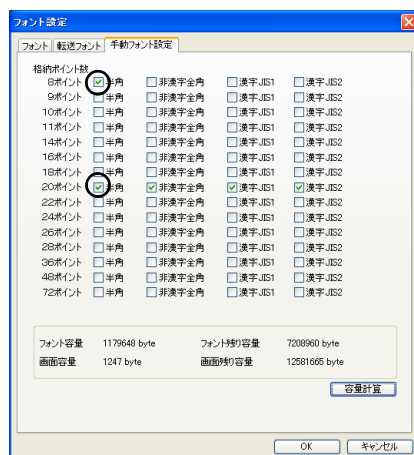 フォント設定
フォント 転送フォント 手動フォント設定
格納ポイント数
8ポイント 半角 非漢字全角 漢字JIS1 漢字JIS2
9ポイント 半角 非漢字全角 漢字JIS1 漢字JIS2
10ポイント 半角 非漢字全角 漢字JIS1 漢字JIS2
11ポイント 半角 非漢字全角 漢字JIS1 漢字JIS2
14ポイント 半角 非漢字全角 漢字JIS1 漢字JIS2
16ポイント 半角 非漢字全角 漢字JIS1 漢字JIS2
18ポイント 半角 非漢字全角 漢字JIS1 漢字JIS2
20ポイント 半角 非漢字全角 漢字JIS1 漢字JIS2
22ポイント 半角 非漢字全角 漢字JIS1 漢字JIS2
24ポイント 半角 非漢字全角 漢字JIS1 漢字JIS2
26ポイント 半角 非漢字全角 漢字JIS1 漢字JIS2
28ポイント 半角 非漢字全角 漢字JIS1 漢字JIS2
36ポイント 半角 非漢字全角 漢字JIS1 漢字JIS2
48ポイント 半角 非漢字全角 漢字JIS1 漢字JIS2
72ポイント 半角 非漢字全角 漢字JIS1 漢字JIS2
フォント容量 1179648 byte フォント残り容量 7208960 byte
画面容量 1247 byte 画面残り容量 12581665 byte
容量計算
OK キャンセル